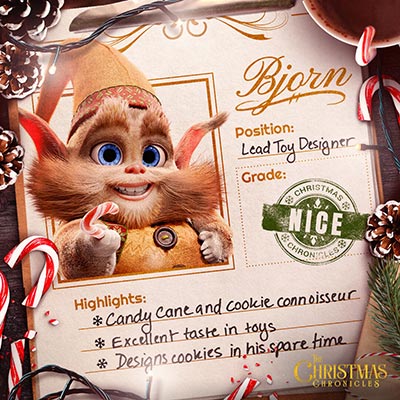 Bjorn
Position:
Lead Toy Designer
Grade:
CHRISTMAS
NICE
CHRONICLES
Highlights:
* Candy cane and cookie connoisseur
* Excellent taste in toys
* Designs cookies in his spare time
THE
CHRISTMAS
CHRONICLES